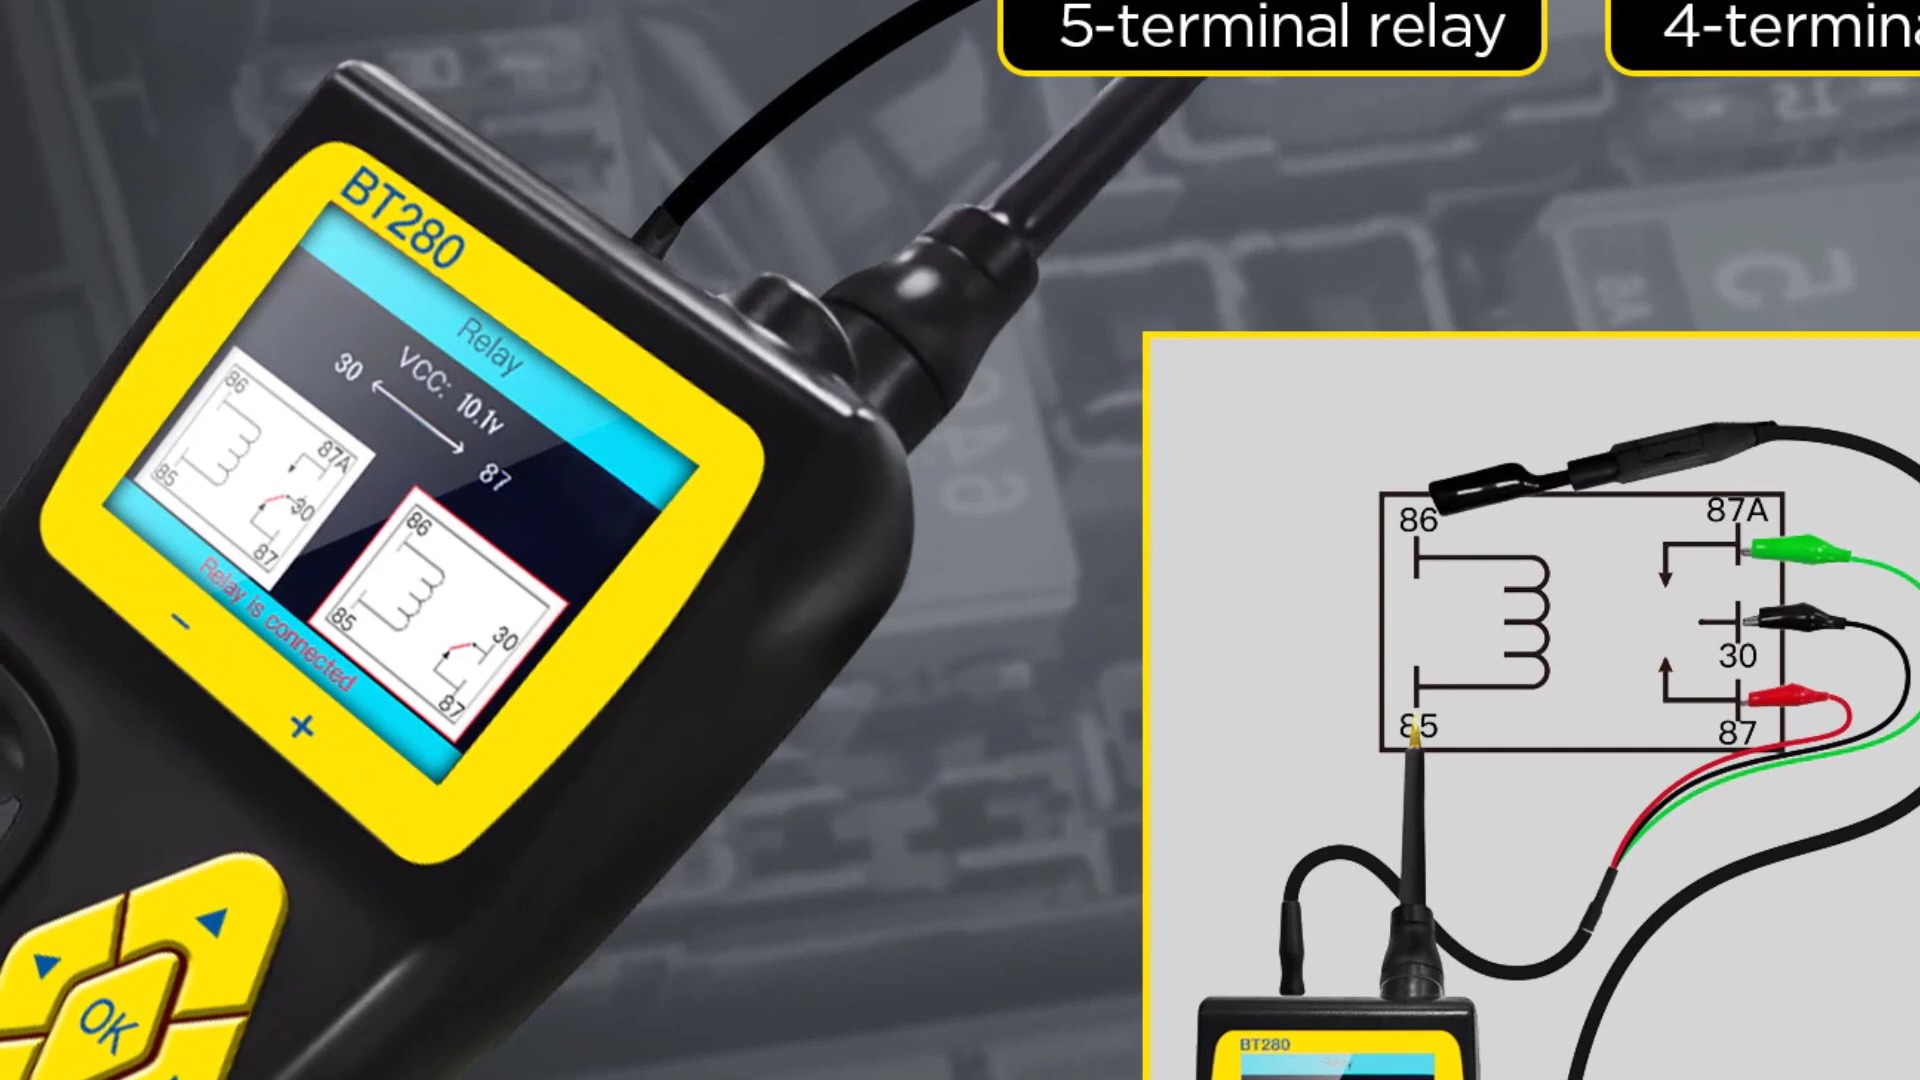 5-terminal relay
4-termina
BT280
Relay
VCC: 10.1v
30
87
86
87A
85
30
87
86
85
30
87
Relay is connected
-
+
OK
86
87A
30
85
87
BT280